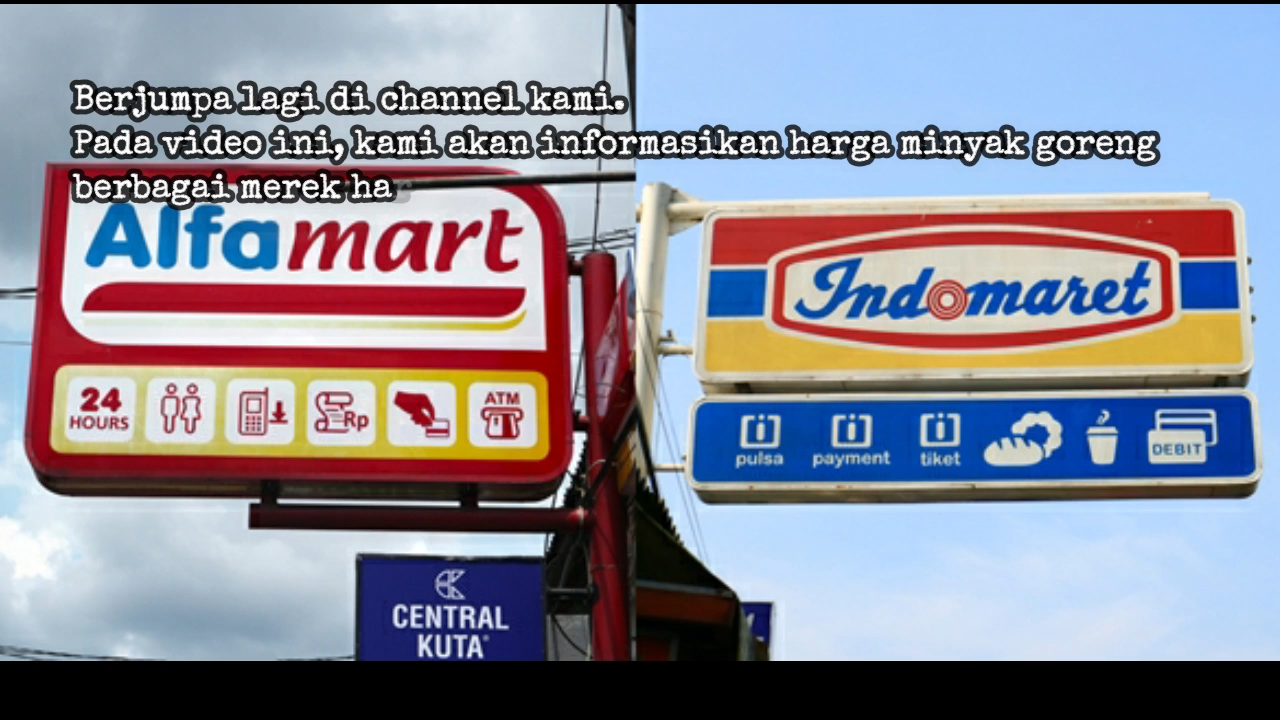 Berjumpa lagi di channel kami.
Pada video ini, kami akan informasikan harga minyak goreng
berbagai merek ha
Alfamart
24
HOURS
Rp
ATM
CENTRAL
KUTA
Indomaret
pulsa
payment
tiket
DEBIT